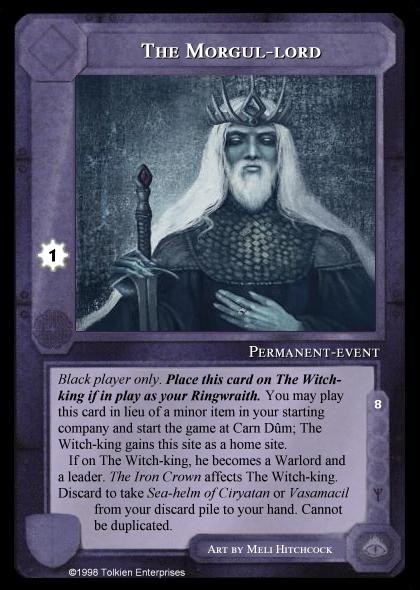 The Morgul-lord
1
Permanent-event
Black player only. Place this card on The Witch-
king if in play as your Ringwraith. You may play
this card in lieu of a minor item in your starting
company and start the game at Carn Dûm; The
Witch-king gains this site as a home site.
If on The Witch-king, he becomes a Warlord and
a leader. The Iron Crown affects The Witch-king.
Discard to take Sea-helm of Ciryatan or Vasamacil
from your discard pile to your hand. Cannot
be duplicated.
8
Art by Meli Hitchcock
©1998 Tolkien Enterprises